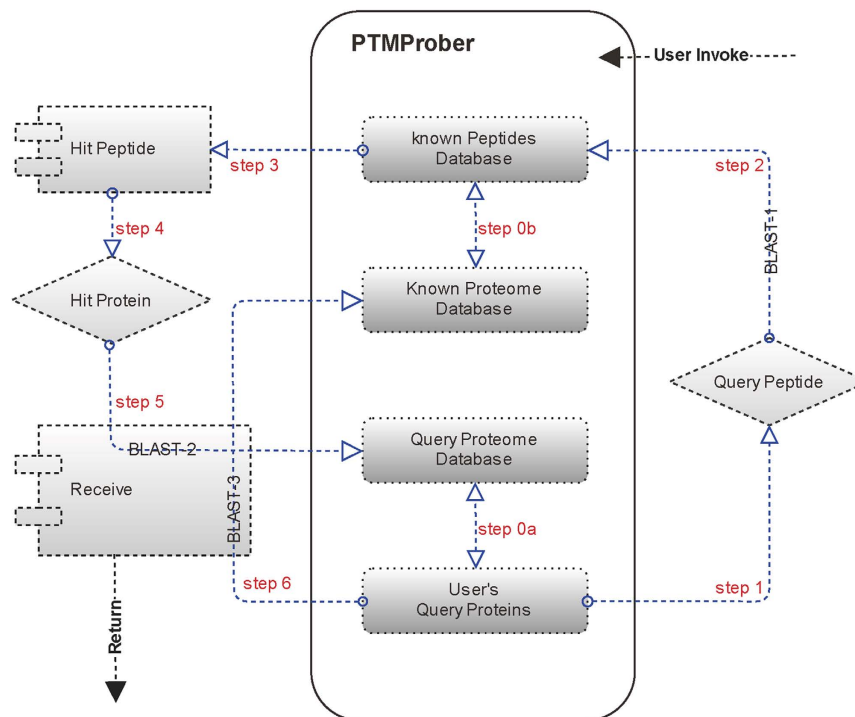 PTMProber
User Invoke
known Peptides
Database
Hit Peptide
step 3
step 2
step 4
step 0b
BLAST-1
Hit Protein
Known Proteome
Database
Query Peptide
step 5
BLAST-2
Query Proteome
Database
Receive
BLAST-3
step 0a
step 6
User's
Query Proteins
step 1
Return